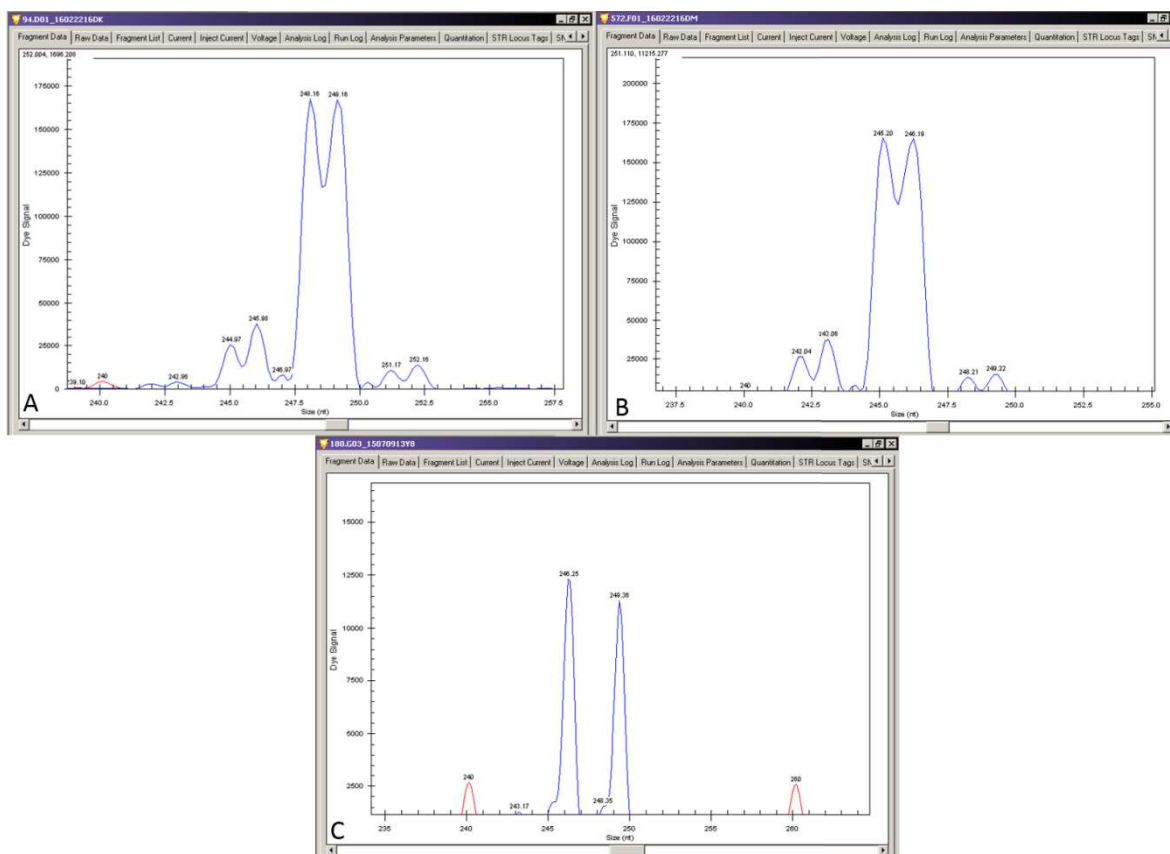 94.D01_16022216DK
Fragment Data Raw Data Fragment List Current Inject Current Voltage Analysis Log Run Log Analysis Parameters Quantitation STR Locus Tags
252.004, 1696.206
175000
150000
125000
100000
75000
50000
25000
0
Dye Signal
248.16 249.16
244.97 245.98 246.97
251.17 252.16
239.10 240 242.96
240.0 242.5 245.0 247.5 250.0 252.5 255.0 257.5
Size (nt)
A
572.F01_16022216DM
Fragment Data Raw Data Fragment List Current Inject Current Voltage Analysis Log Run Log Analysis Parameters Quantitation STR Locus Tags
251.110, 11215.277
200000
175000
150000
125000
100000
75000
50000
25000
Dye Signal
245.20 246.19
242.04 243.06
248.21 249.22
240
237.5 240.0 242.5 245.0 247.5 250.0 252.5 255.0
Size (nt)
B
180.G03_15070913Y8
Fragment Data Raw Data Fragment List Current Inject Current Voltage Analysis Log Run Log Analysis Parameters Quantitation STR Locus Tags
15000
12500
10000
7500
5000
2500
Dye Signal
246.25
249.36
240 243.17 248.35 260
235 240 245 250 255 260
Size (nt)
C